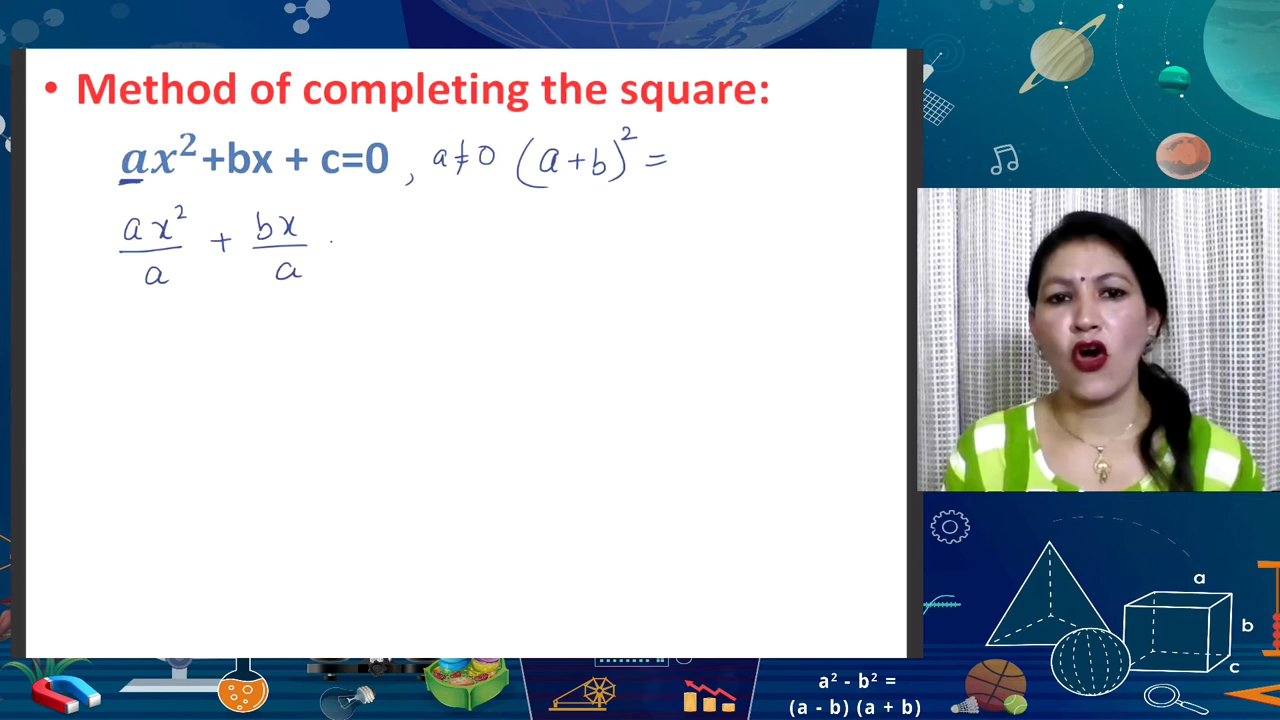 • Method of completing the square:
ax²+bx + c=0 , a≠0 (a+b)² =
ax²/a + bx/a
a
b
c
a² - b² =
(a - b) (a + b)